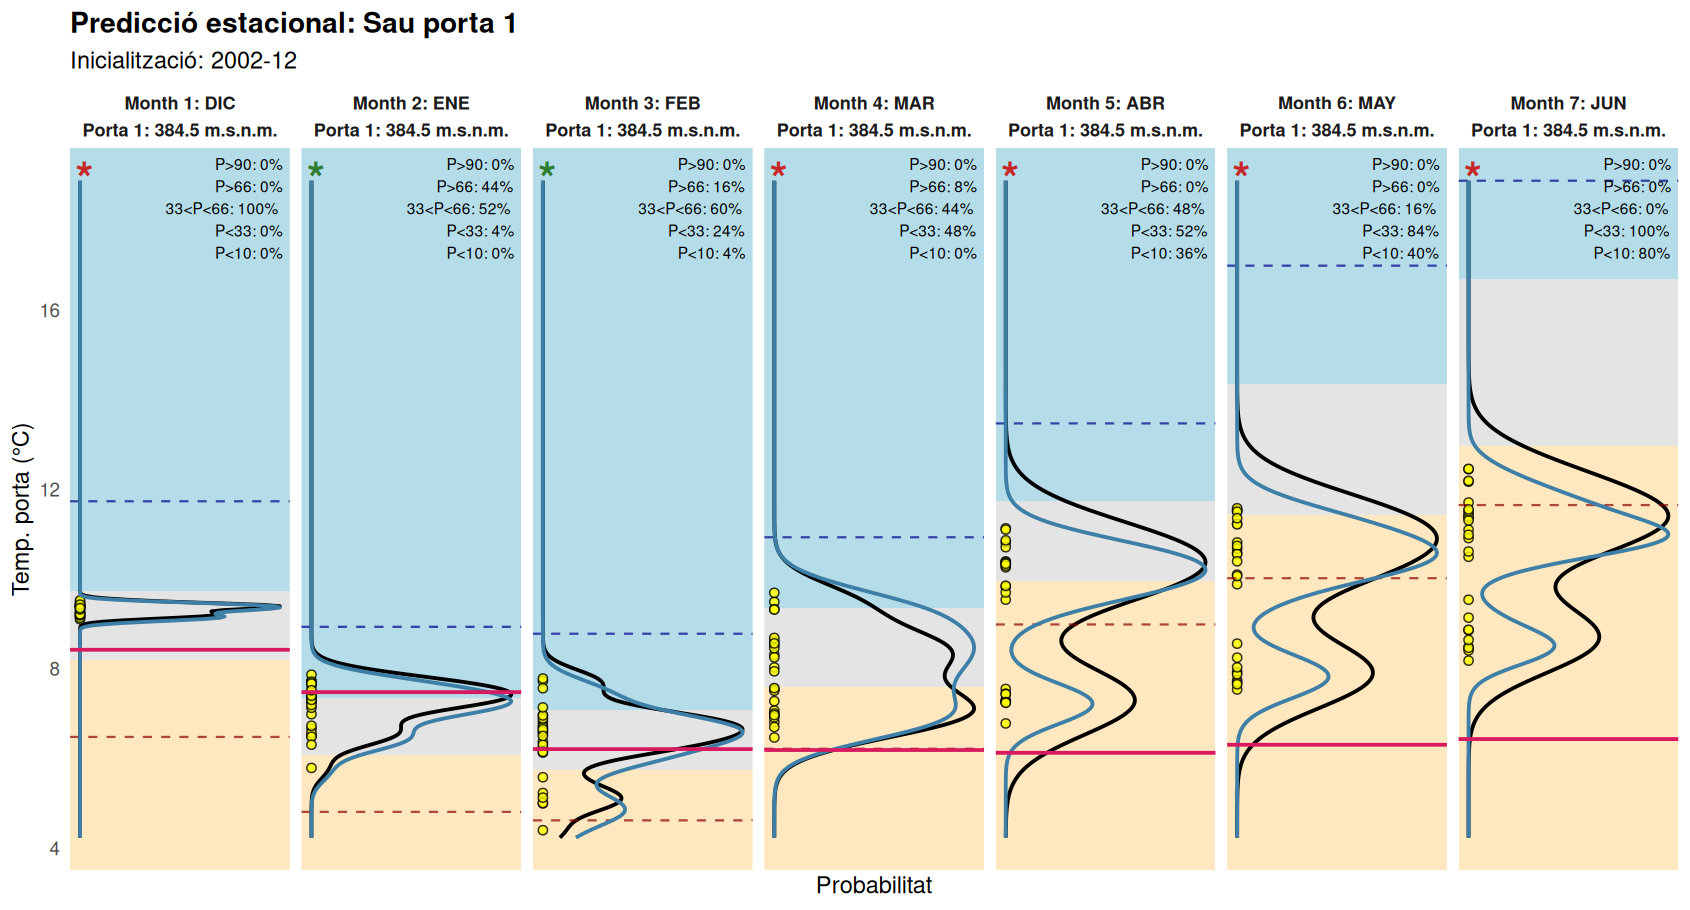 Predicció estacional: Sau porta 1
Inicialització: 2002-12
Month 1: DIC
Porta 1: 384.5 m.s.n.m.
Month 2: ENE
Porta 1: 384.5 m.s.n.m.
Month 3: FEB
Porta 1: 384.5 m.s.n.m.
Month 4: MAR
Porta 1: 384.5 m.s.n.m.
Month 5: ABR
Porta 1: 384.5 m.s.n.m.
Month 6: MAY
Porta 1: 384.5 m.s.n.m.
Month 7: JUN
Porta 1: 384.5 m.s.n.m.
*
P>90: 0%
P>66: 0%
33<P<66: 100%
P<33: 0%
P<10: 0%
*
P>90: 0%
P>66: 44%
33<P<66: 52%
P<33: 4%
P<10: 0%
*
P>90: 0%
P>66: 16%
33<P<66: 60%
P<33: 24%
P<10: 4%
*
P>90: 0%
P>66: 8%
33<P<66: 44%
P<33: 48%
P<10: 0%
*
P>90: 0%
P>66: 0%
33<P<66: 48%
P<33: 52%
P<10: 36%
*
P>90: 0%
P>66: 0%
33<P<66: 16%
P<33: 84%
P<10: 40%
*
P>90: 0%
P>66: 0%
33<P<66: 0%
P<33: 100%
P<10: 80%
Temp. porta (°C)
16
12
8
4
Probabilitat